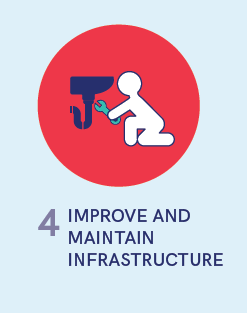 4 IMPROVE AND
MAINTAIN
INFRASTRUCTURE